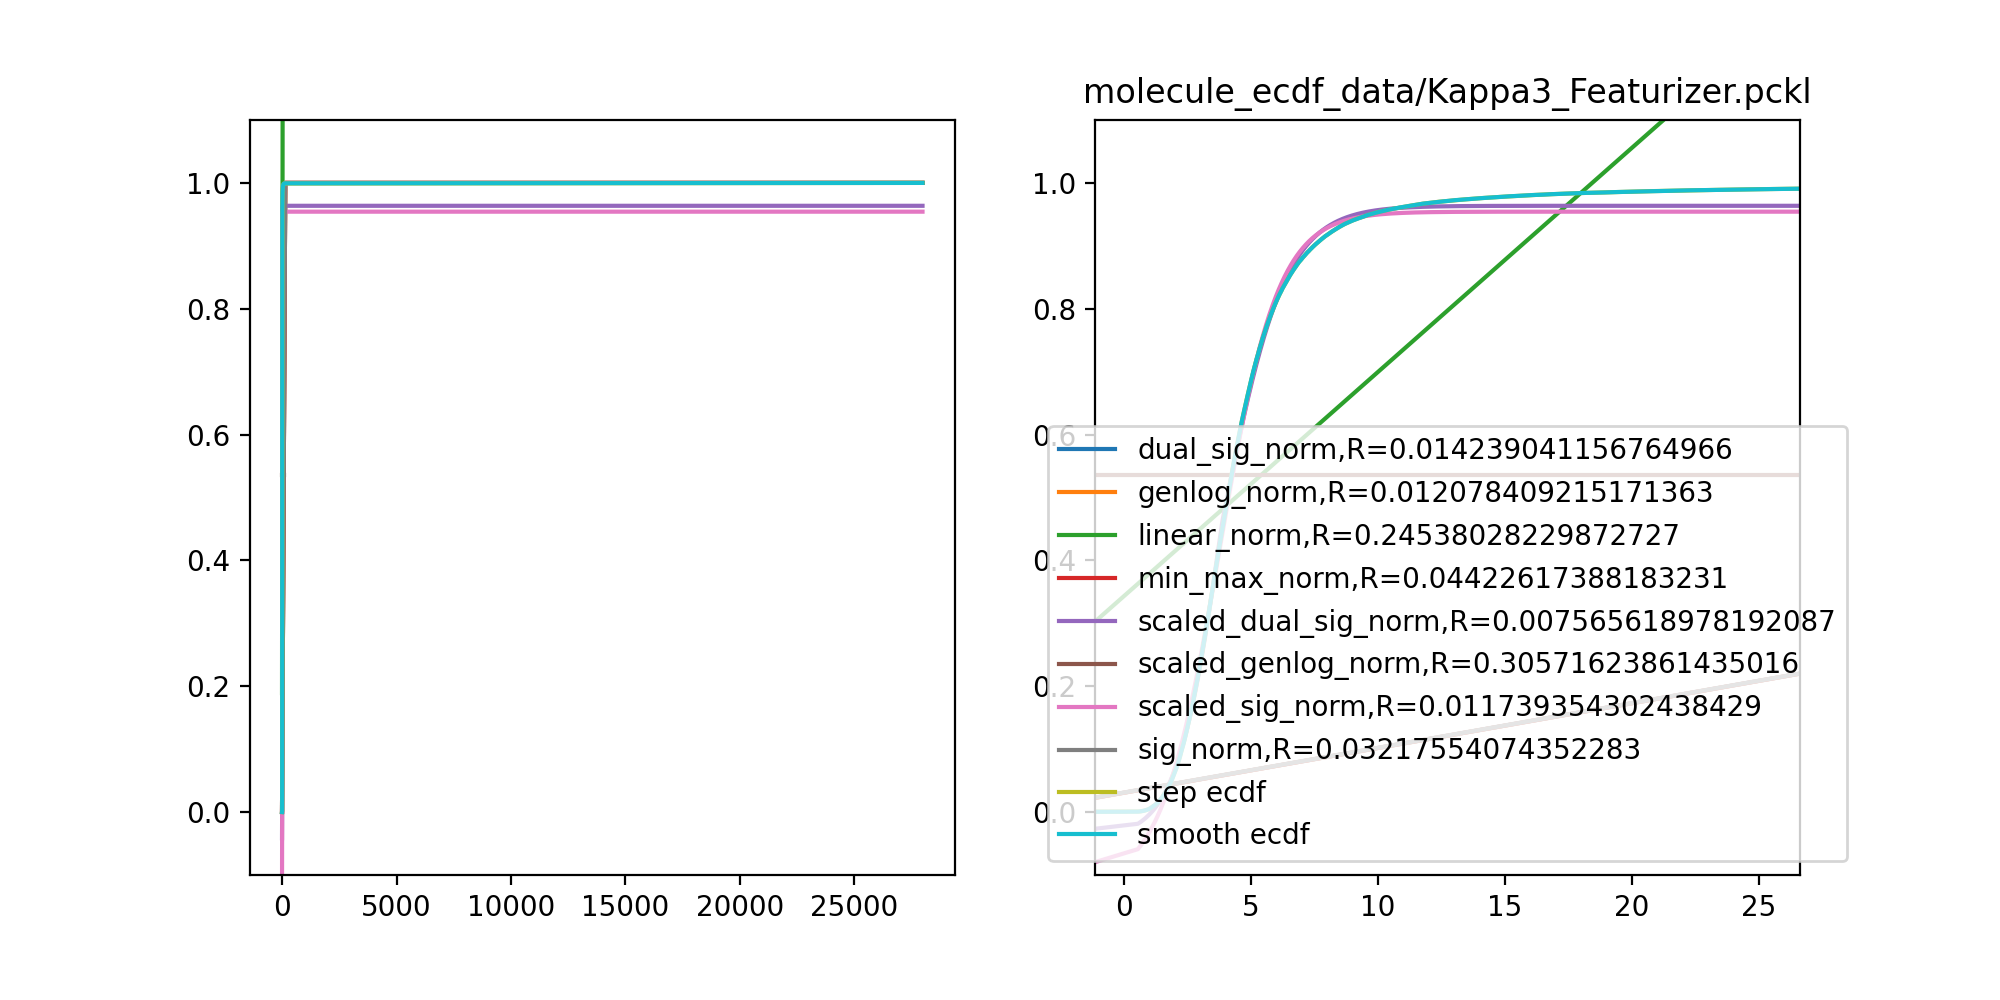 molecule_ecdf_data/Kappa3_Featurizer.pckl
1.0
0.8
0.6
0.4
0.2
0.0
0
5000
10000
15000
20000
25000
1.0
0.8
0.6
0.4
0.2
0.0
0
5
10
15
20
25
dual_sig_norm,R=0.014239041156764966
genlog_norm,R=0.012078409215171363
linear_norm,R=0.24538028229872727
min_max_norm,R=0.04422617388183231
scaled_dual_sig_norm,R=0.007565618978192087
scaled_genlog_norm,R=0.30571623861435016
scaled_sig_norm,R=0.011739354302438429
sig_norm,R=0.03217554074352283
step ecdf
smooth ecdf